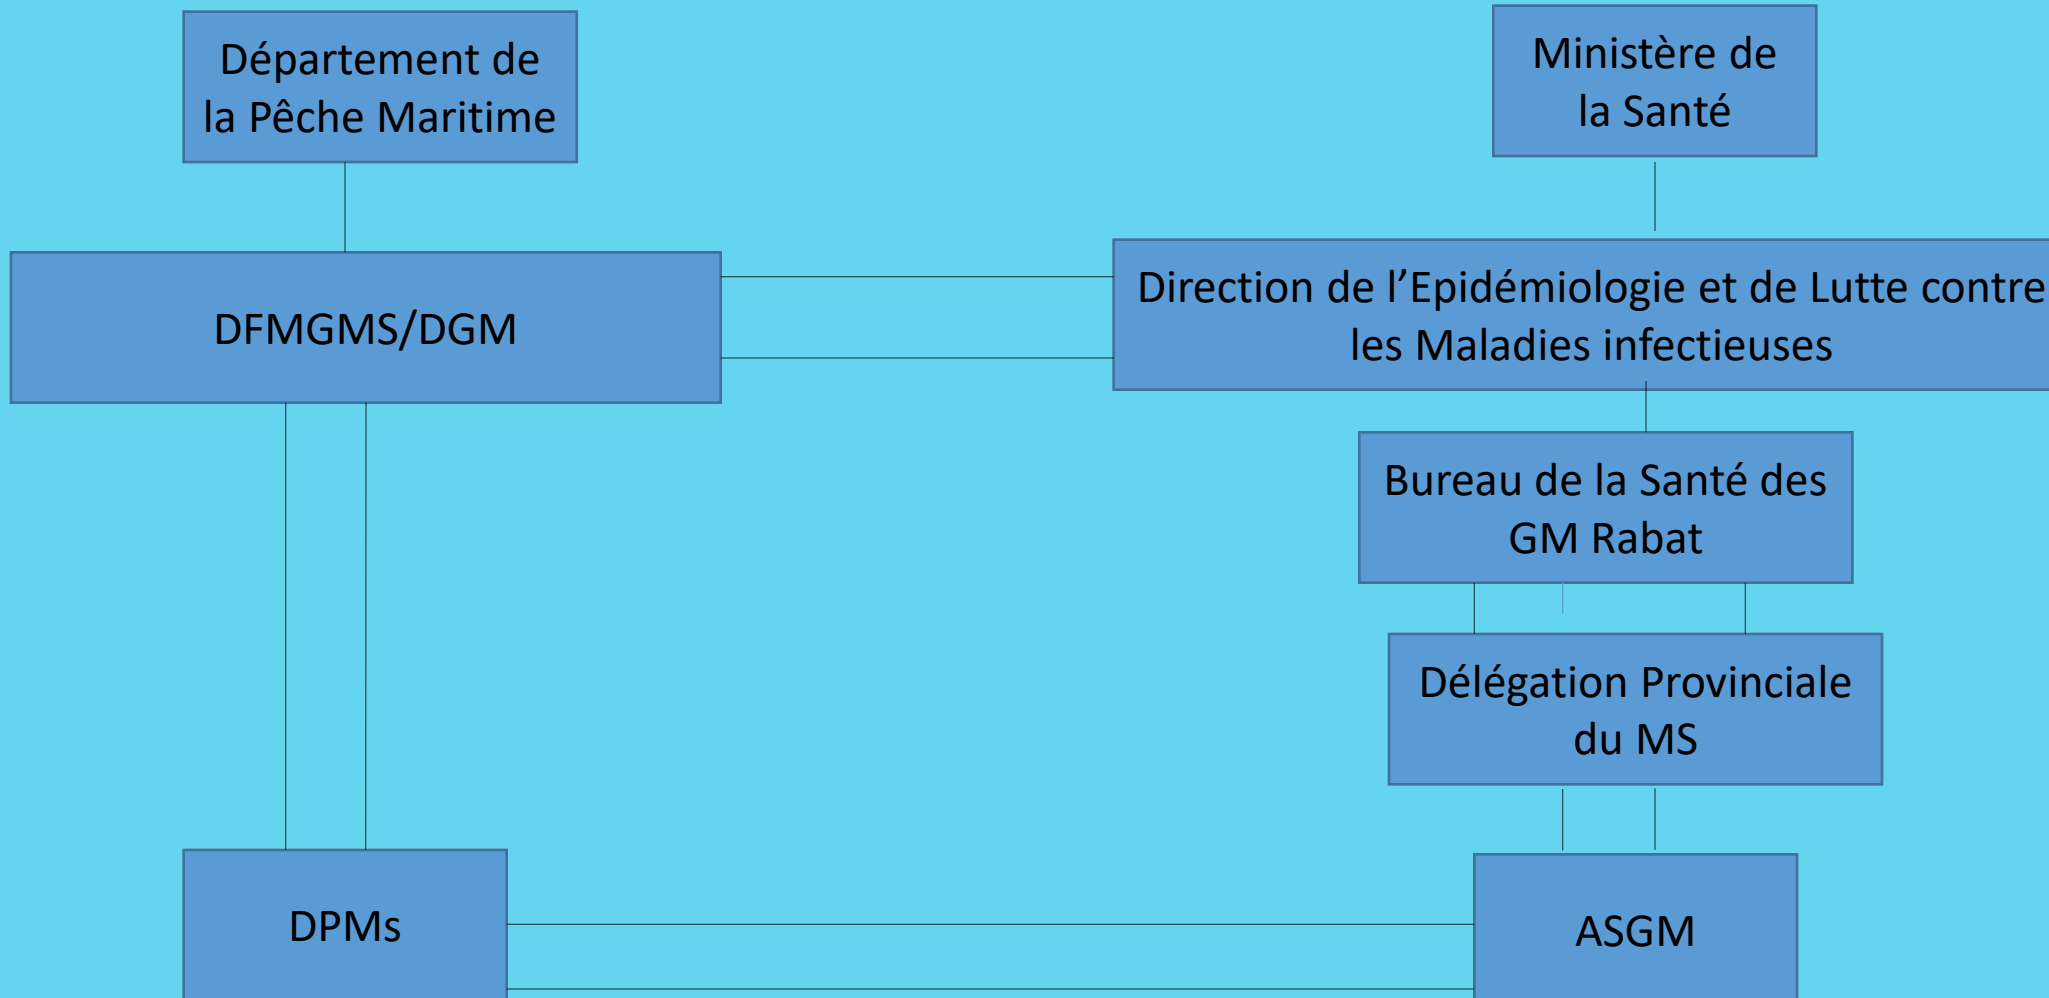 Département de
la Pêche Maritime
Ministère de
la Santé
DFMGMS/DGM
Direction de l’Epidémiologie et de Lutte contre
les Maladies infectieuses
Bureau de la Santé des
GM Rabat
Délégation Provinciale
du MS
DPMs
ASGM